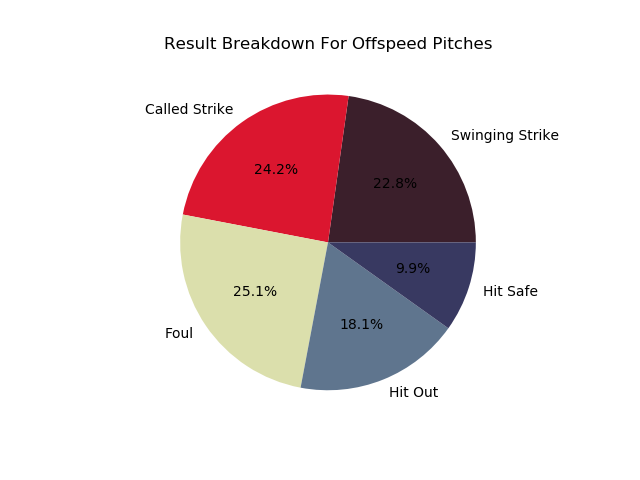 Result Breakdown For Offspeed Pitches
Called Strike
Swinging Strike
24.2%
22.8%
9.9%
25.1%
Hit Safe
18.1%
Foul
Hit Out